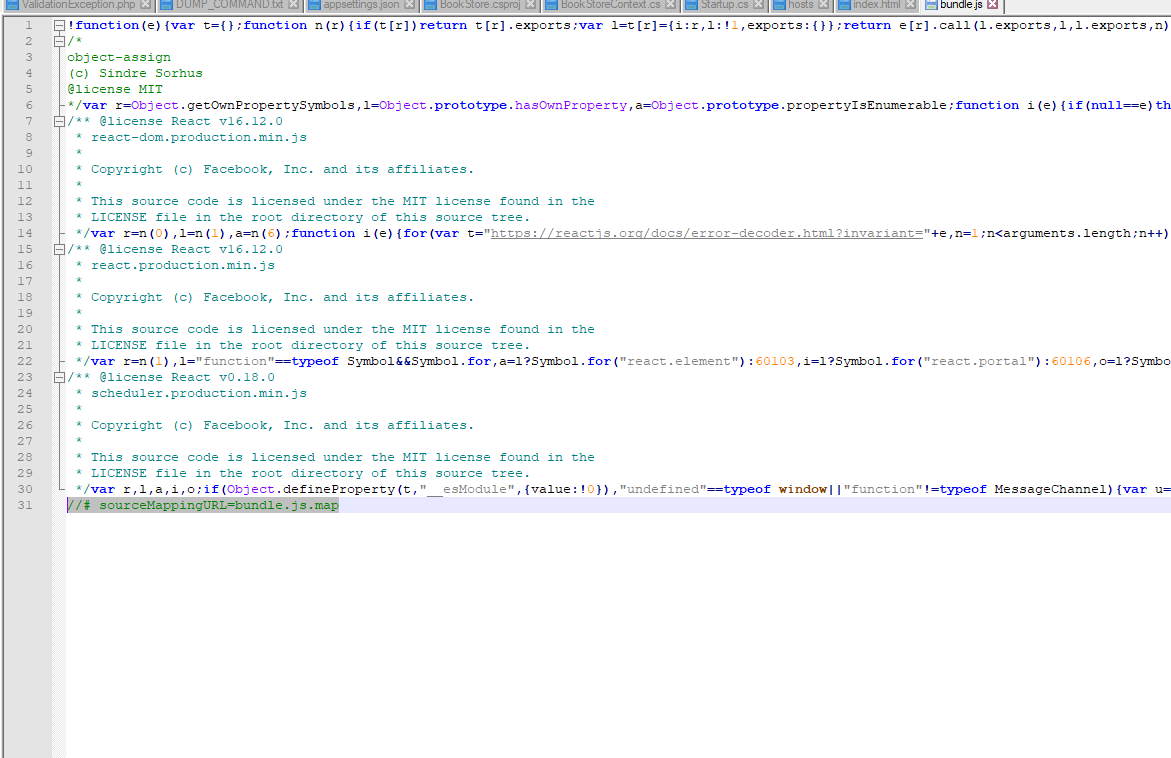 ValidationException.php DUMP_COMMAND.txt appsettings.json BookStore.csproj BookStoreContext.cs Startup.cs hosts index.html bundle.js
1 !function(e){var t={};function n(r){if(t[r])return t[r].exports;var l=t[r]={i:r,l:!1,exports:{}};return e[r].call(l.exports,l,l.exports,n)
2 /*
3 object-assign
4 (c) Sindre Sorhus
5 @license MIT
6 */var r=Object.getOwnPropertySymbols,l=Object.prototype.hasOwnProperty,a=Object.prototype.propertyIsEnumerable;function i(e){if(null==e)th
7 /** @license React v16.12.0
8 * react-dom.production.min.js
9 *
10 * Copyright (c) Facebook, Inc. and its affiliates.
11 *
12 * This source code is licensed under the MIT license found in the
13 * LICENSE file in the root directory of this source tree.
14 */var r=n(0),l=n(1),a=n(6);function i(e){for(var t="https://reactjs.org/docs/error-decoder.html?invariant="+e,n=1;n<arguments.length;n++)
15 /** @license React v16.12.0
16 * react.production.min.js
17 *
18 * Copyright (c) Facebook, Inc. and its affiliates.
19 *
20 * This source code is licensed under the MIT license found in the
21 * LICENSE file in the root directory of this source tree.
22 */var r=n(1),l="function"==typeof Symbol&&Symbol.for,a=l?Symbol.for("react.element"):60103,i=l?Symbol.for("react.portal"):60106,o=l?Symbo
23 /** @license React v0.18.0
24 * scheduler.production.min.js
25 *
26 * Copyright (c) Facebook, Inc. and its affiliates.
27 *
28 * This source code is licensed under the MIT license found in the
29 * LICENSE file in the root directory of this source tree.
30 */var r,l,a,i,o;if(Object.defineProperty(t,"__esModule",{value:!0}),"undefined"==typeof window||"function"!=typeof MessageChannel){var u=
31 //# sourceMappingURL=bundle.js.map